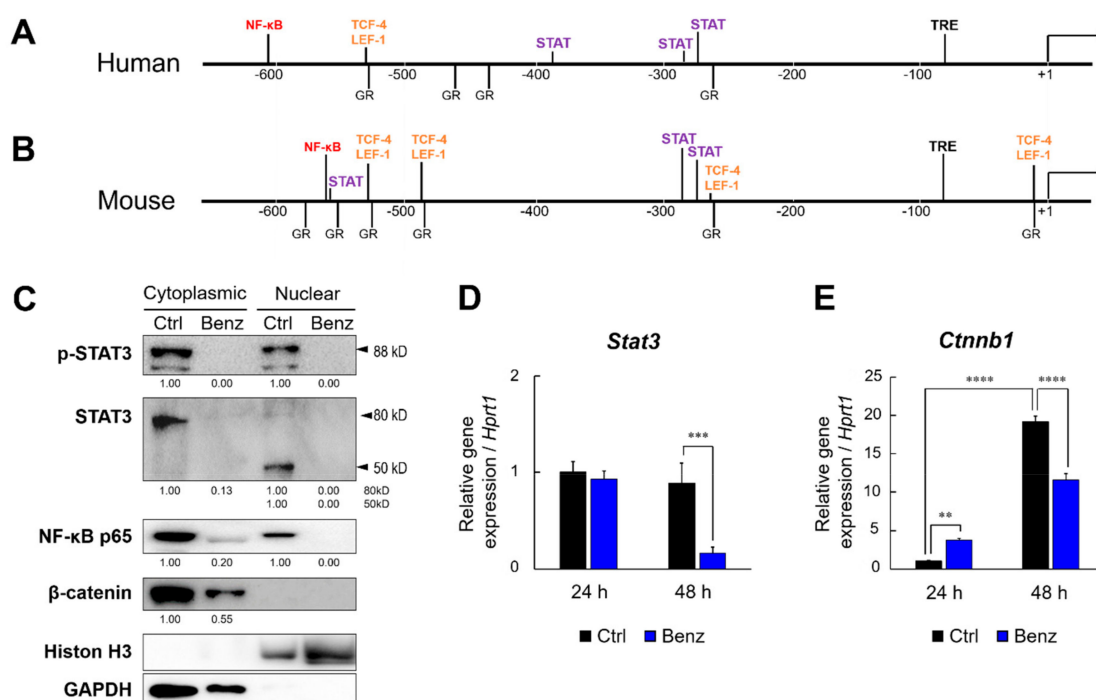 A
Human
NF-κB
TCF-4
LEF-1
STAT
STAT
STAT
TRE
-600
-500
-400
-300
-200
-100
+1
GR
GR
GR
GR
B
Mouse
NF-κB
STAT
TCF-4
LEF-1
TCF-4
LEF-1
STAT
STAT
TCF-4
LEF-1
TRE
TCF-4
LEF-1
-600
-500
-400
-300
-200
-100
+1
GR
GR
GR
GR
GR
GR
C
Cytoplasmic Nuclear
Ctrl Benz Ctrl Benz
p-STAT3
88 kD
1.00 0.00 1.00 0.00
STAT3
80 kD
50 kD
1.00 0.13 1.00 0.00 80kD
1.00 0.00 50kD
NF-κB p65
1.00 0.20 1.00 0.00
β-catenin
1.00 0.55
Histon H3
GAPDH
D
Stat3
Relative gene
expression / Hprt1
2
1
0
***
24 h 48 h
Ctrl Benz
E
Ctnnb1
Relative gene
expression / Hprt1
25
20
15
10
5
0
**** ****
**
24 h 48 h
Ctrl Benz